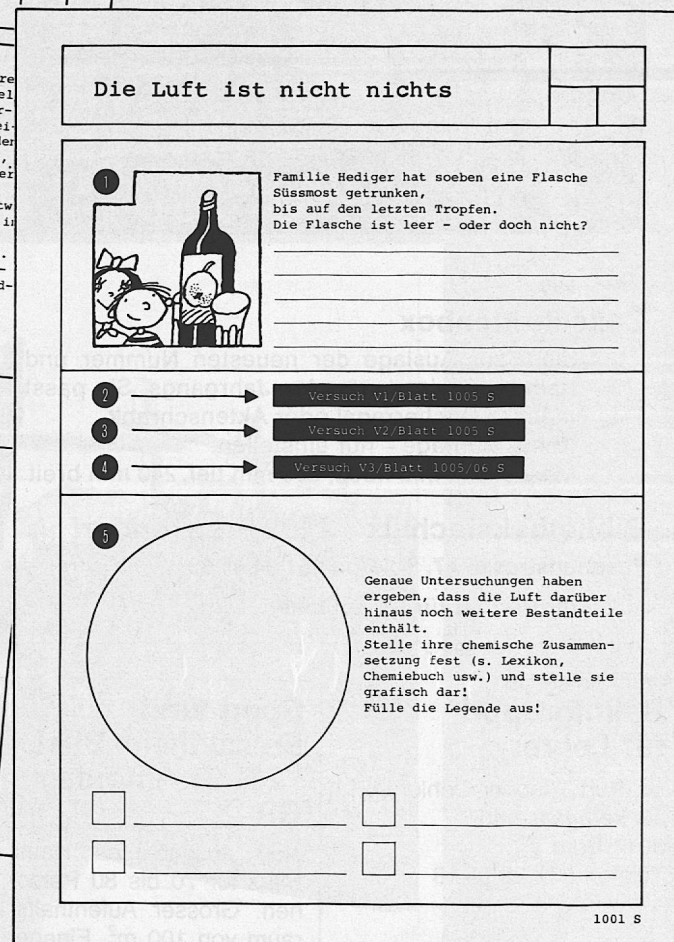 Die Luft ist nicht nichts
1
Familie Hediger hat soeben eine Flasche
Süssmost getrunken,
bis auf den letzten Tropfen.
Die Flasche ist leer - oder doch nicht?
2
Versuch V1/Blatt 1005 S
3
Versuch V2/Blatt 1005 S
4
Versuch V3/Blatt 1005/06 S
5
Genaue Untersuchungen haben
ergeben, dass die Luft darüber
hinaus noch weitere Bestandteile
enthält.
Stelle ihre chemische Zusammen-
setzung fest (s. Lexikon,
Chemiebuch usw.) und stelle sie
grafisch dar!
Fülle die Legende aus!
1001 S